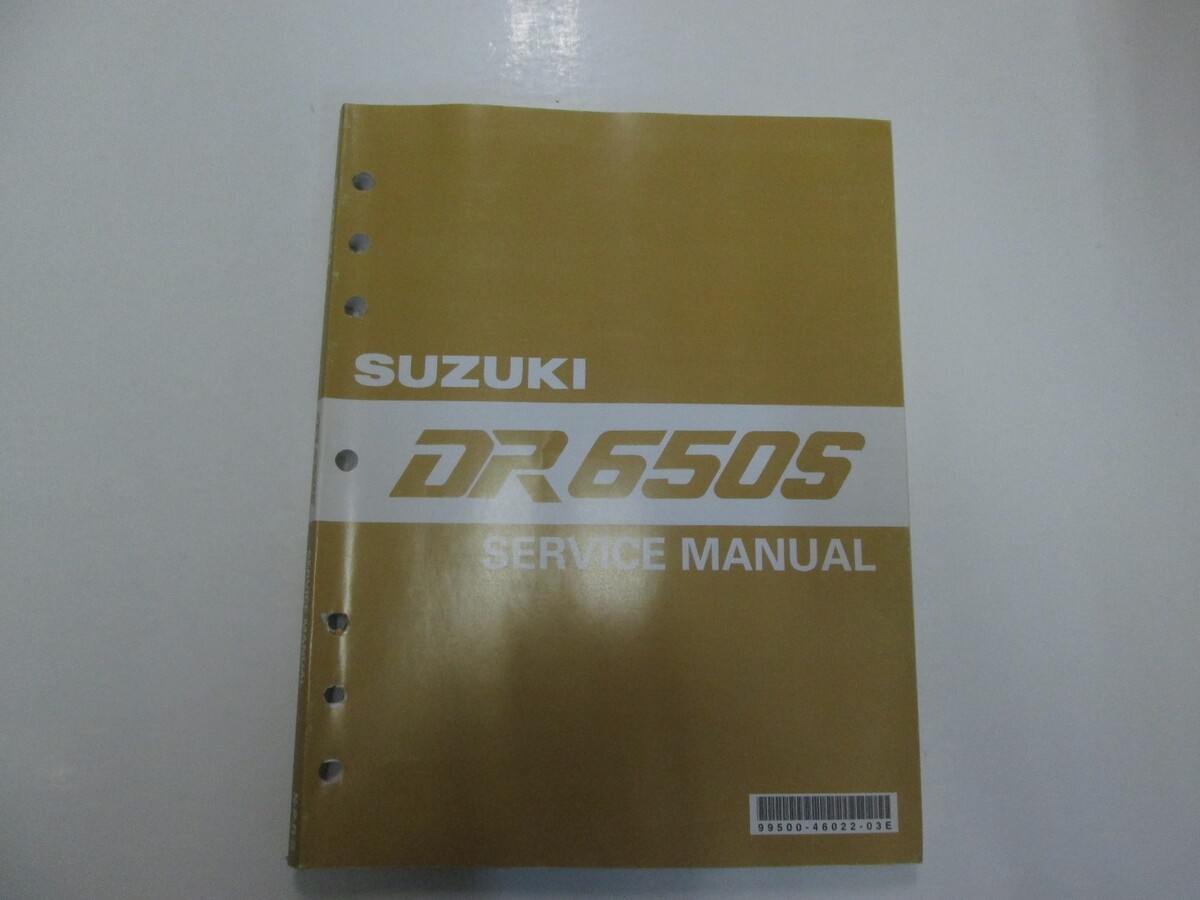 SUZUKI
DR650S
SERVICE MANUAL
99500-46022-03E